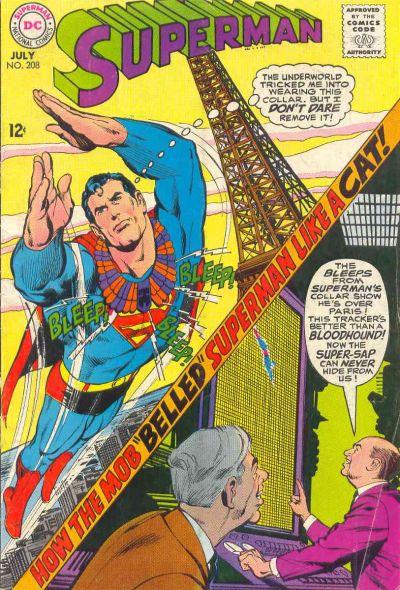 SUPERMAN
DC
NATIONAL COMICS
JULY
NO. 208
12¢
SUPERMAN
APPROVED
BY THE
COMICS
CODE
AUTHORITY
THE UNDERWORLD
TRICKED ME INTO
WEARING THIS
COLLAR. BUT I
DON'T DARE
REMOVE IT!
BLEEP!
BLEEP!
BLEEP!
HOW THE MOB "BELLED" SUPERMAN LIKE A CAT!
THE
BLEEPS
FROM
SUPERMAN'S
COLLAR SHOW
HE'S OVER
PARIS!
THIS TRACKER'S
BETTER THAN A
BLOODHOUND!
NOW THE
SUPER-SAP
CAN NEVER
HIDE FROM
US!